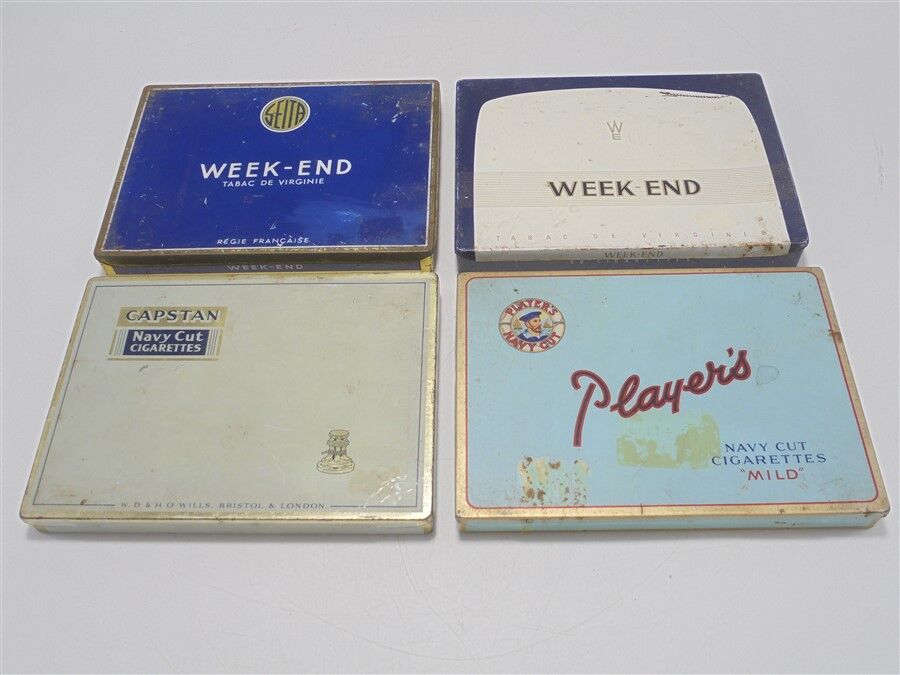 SEITA
WEEK-END
TABAC DE VIRGINIE
RÉGIE FRANÇAISE
WEEK-END
WE
WEEK-END
TABAC DE VIRGINIE
WEEK-END
CAPSTAN
Navy Cut
CIGARETTES
W.D & H.O WILLS, BRISTOL & LONDON.
PLAYER'S
NAVY CUT
Player's
NAVY CUT
CIGARETTES
"MILD"